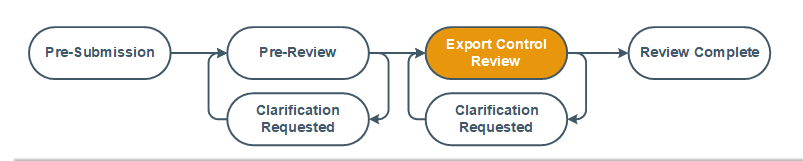 Pre-Submission
Pre-Review
Export Control
Review
Review Complete
Clarification
Requested
Clarification
Requested